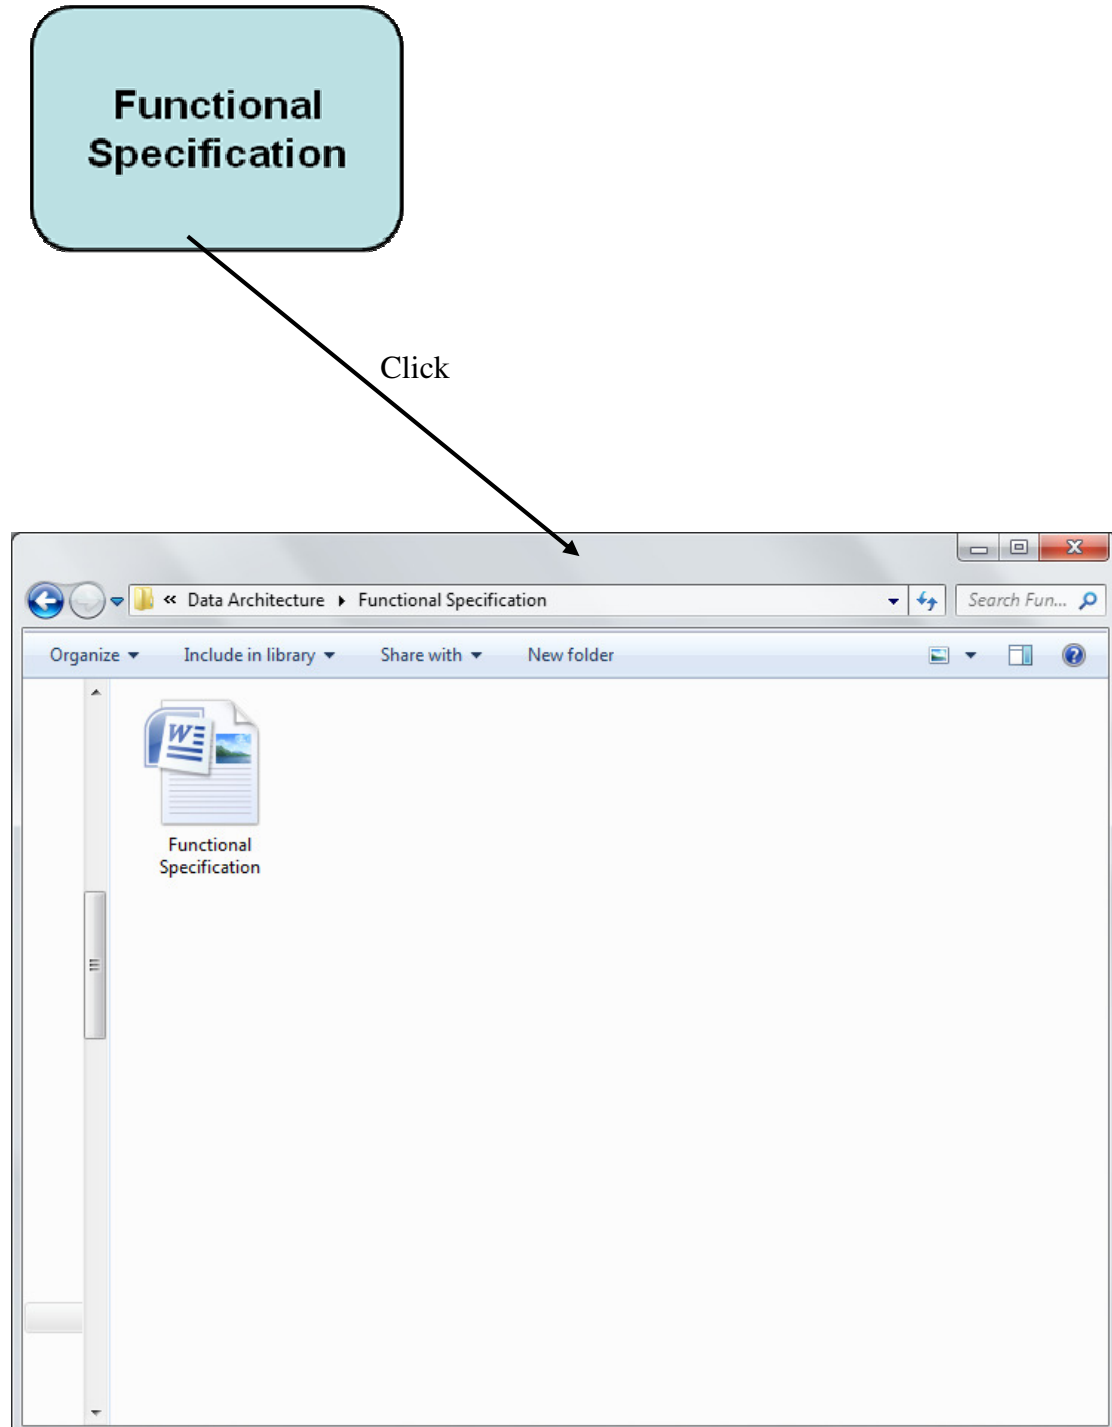 Functional
Specification
Click
« Data Architecture Functional Specification Search Fun...
Organize Include in library Share with New folder
W
Functional
Specification